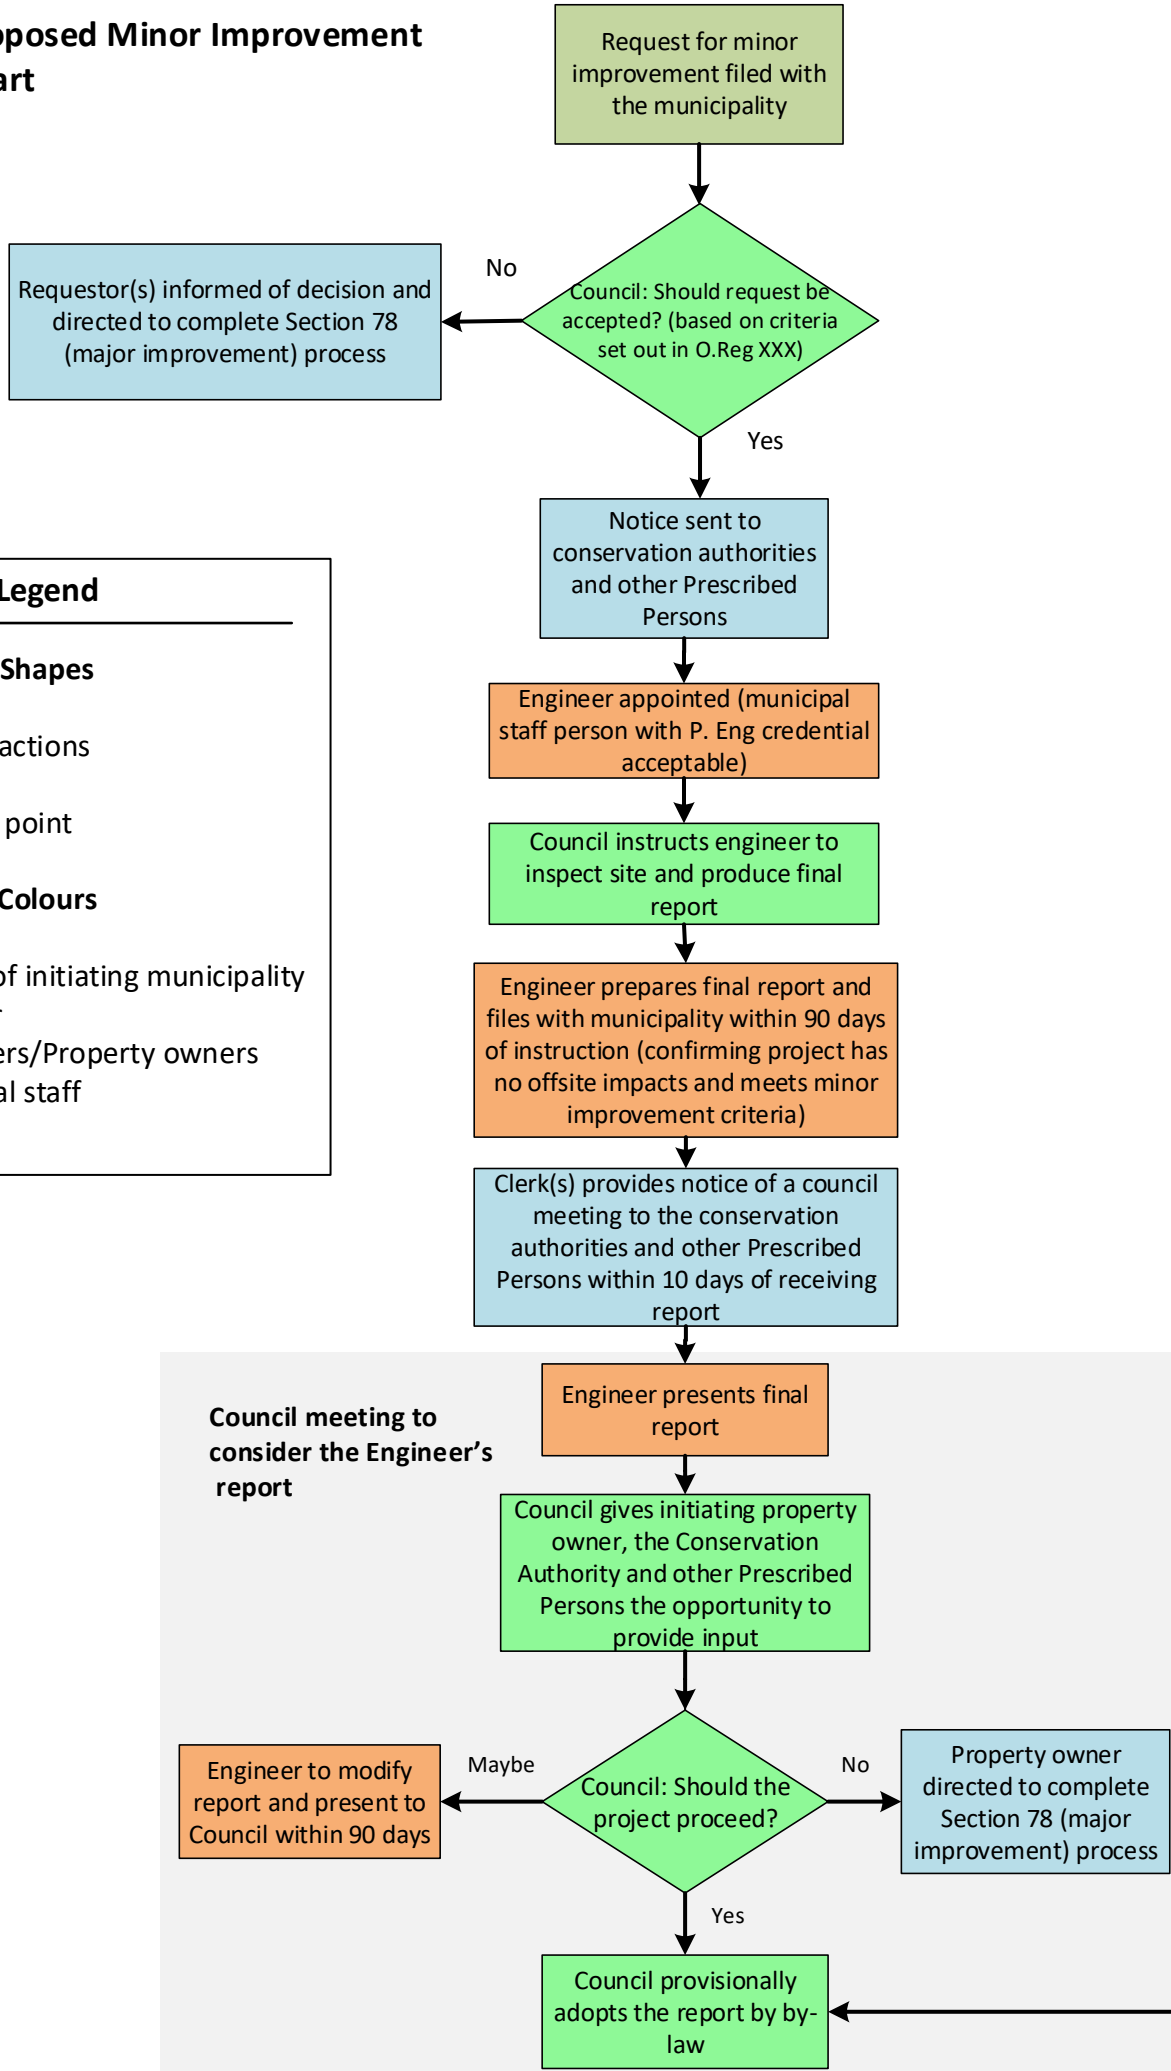 posed Minor Improvement
art
Request for minor
improvement filed with
the municipality
No
Requestor(s) informed of decision and
directed to complete Section 78
(major improvement) process
Council: Should request be
accepted? (based on criteria
set out in O.Reg XXX)
Yes
Notice sent to
conservation authorities
and other Prescribed
Persons
Legend
Shapes
actions
point
Colours
of initiating municipality
ers/Property owners
al staff
Engineer appointed (municipal
staff person with P. Eng credential
acceptable)
Council instructs engineer to
inspect site and produce final
report
Engineer prepares final report and
files with municipality within 90 days
of instruction (confirming project has
no offsite impacts and meets minor
improvement criteria)
Clerk(s) provides notice of a council
meeting to the conservation
authorities and other Prescribed
Persons within 10 days of receiving
report
Council meeting to
consider the Engineer’s
report
Engineer presents final
report
Council gives initiating property
owner, the Conservation
Authority and other Prescribed
Persons the opportunity to
provide input
Maybe
Engineer to modify
report and present to
Council within 90 days
Council: Should the
project proceed?
No
Property owner
directed to complete
Section 78 (major
improvement) process
Yes
Council provisionally
adopts the report by by-
law